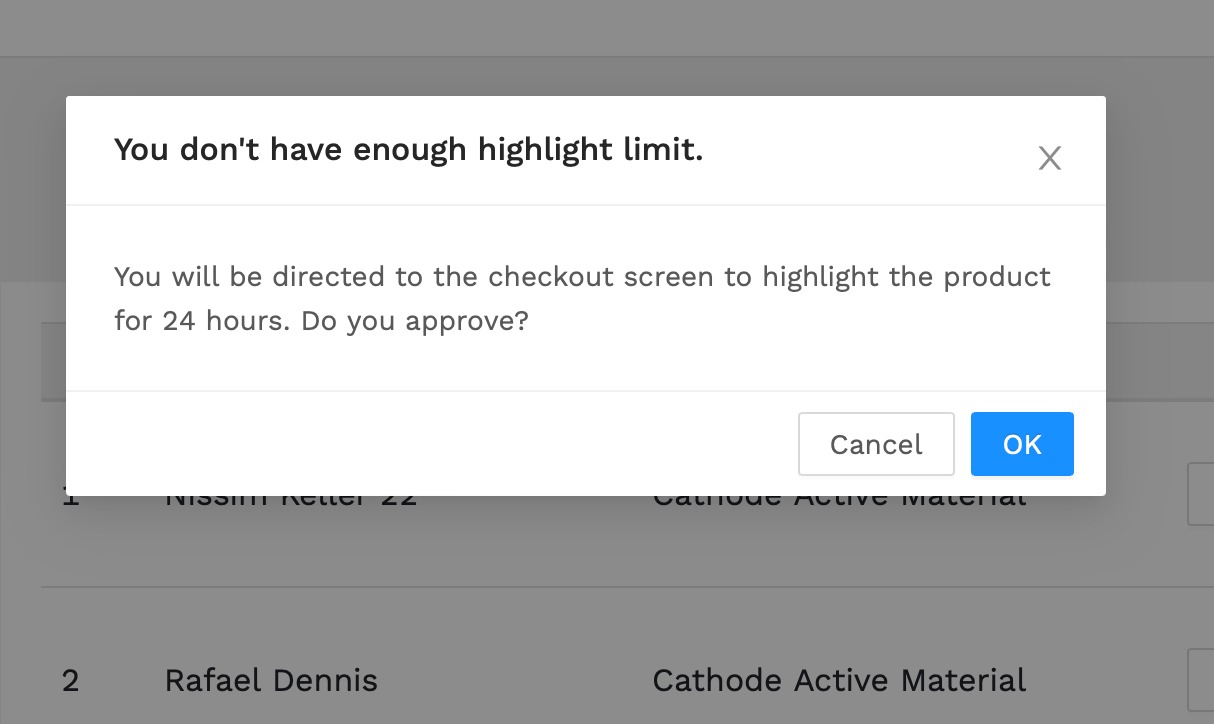 You don't have enough highlight limit.
You will be directed to the checkout screen to highlight the product
for 24 hours. Do you approve?
Cancel OK
1 Nissim Keller 22 Cathode Active Material
2 Rafael Dennis Cathode Active Material